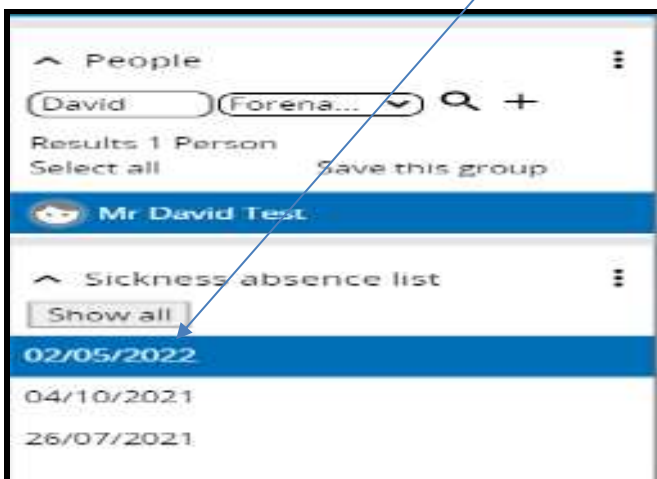 People
David Forena...
Results 1 Person
Select all Save this group
Mr David Test
Sickness absence list
Show all
02/05/2022
04/10/2021
26/07/2021